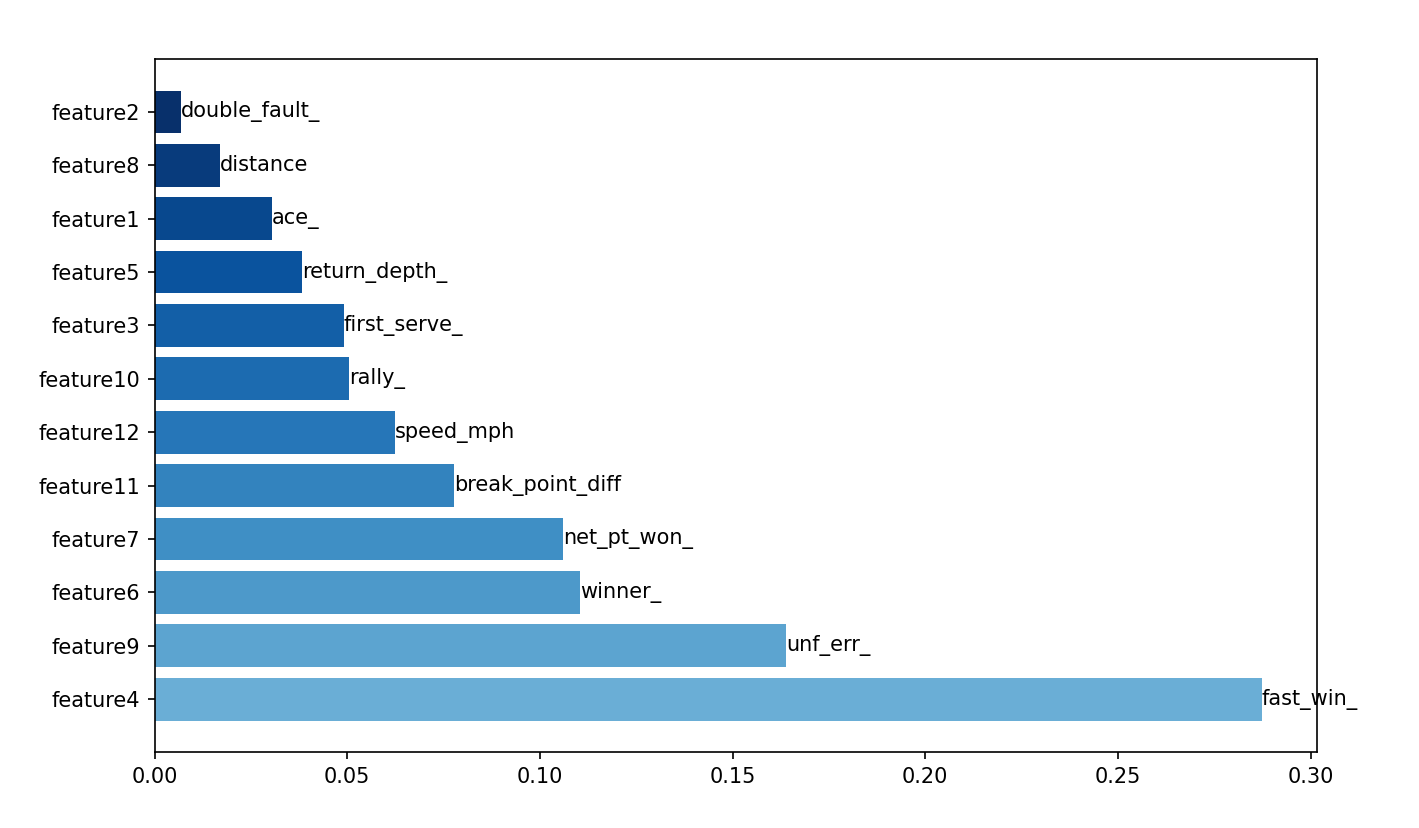 feature2 double_fault_
feature8 distance
feature1 ace_
feature5 return_depth_
feature3 first_serve_
feature10 rally_
feature12 speed_mph
feature11 break_point_diff
feature7 net_pt_won_
feature6 winner_
feature9 unf_err_
feature4 fast_win_
0.00 0.05 0.10 0.15 0.20 0.25 0.30